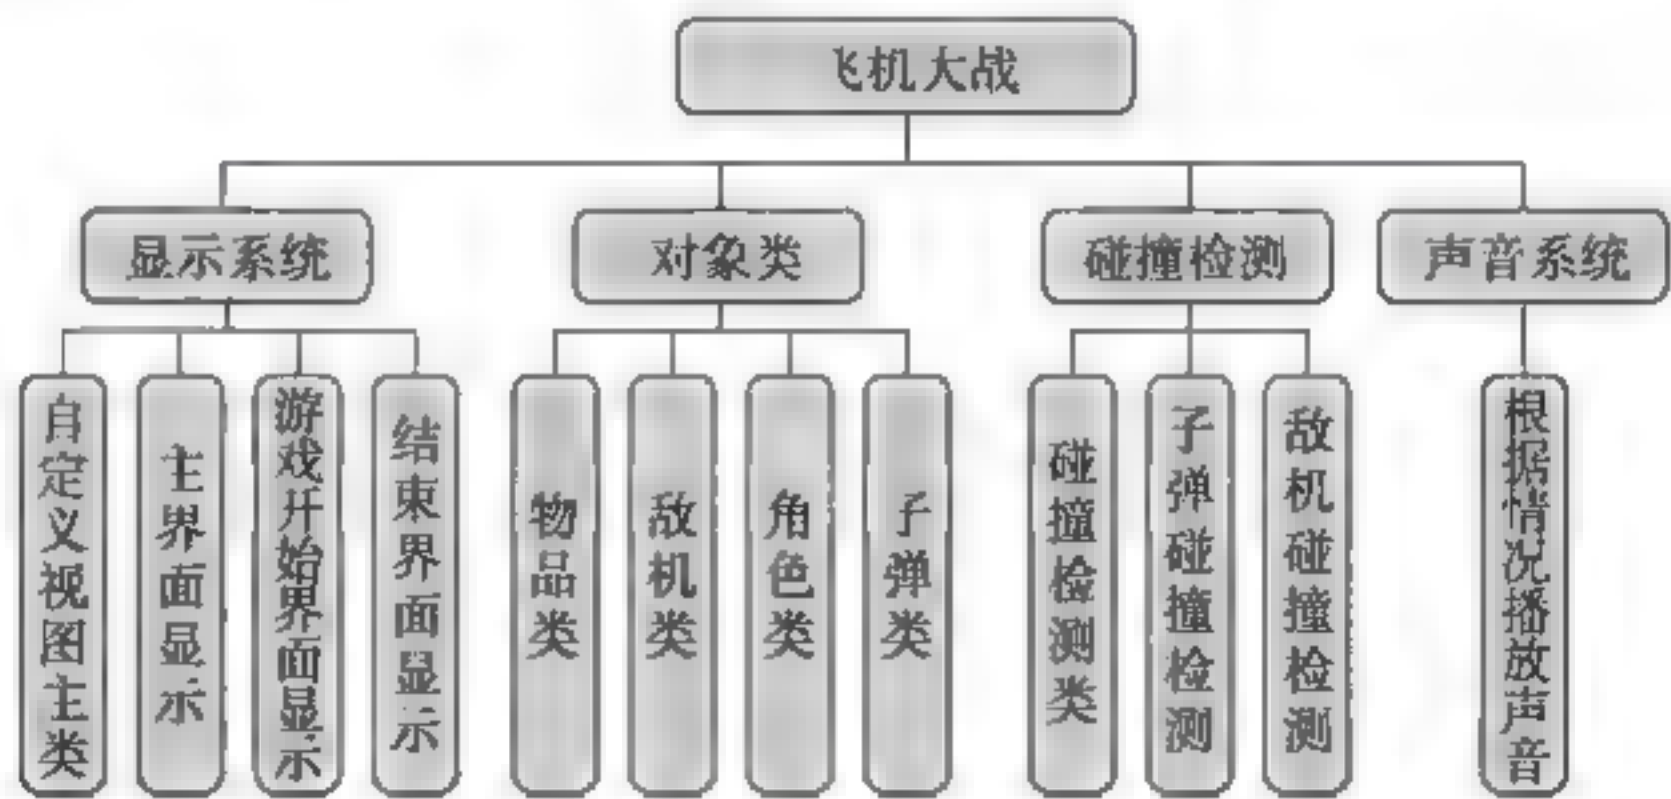 飞机大战
显示系统
对象类
碰撞检测
声音系统
自定义视图主类
主界面显示
游戏开始界面显示
结束界面显示
物品类
敌机类
角色类
子弹类
碰撞检测类
子弹碰撞检测
敌机碰撞检测
根据情况播放声音